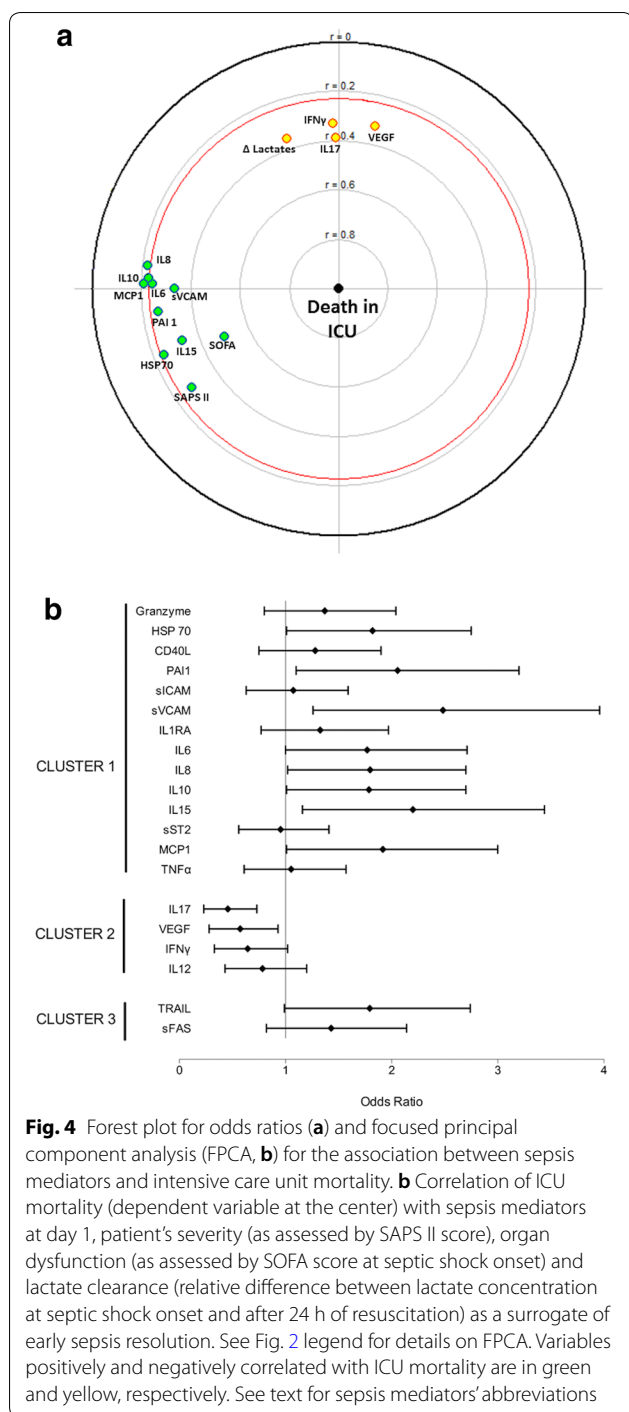 a
r = 0
r = 0.2
IFNγ
VEGF
r = 0.4
Δ Lactates
IL17
r = 0.6
r = 0.8
IL8
IL10
MCP1
IL6
sVCAM
Death in
ICU
PAI 1
SOFA
IL15
HSP70
SAPS II
b
CLUSTER 1
Granzyme
HSP 70
CD40L
PAI1
sICAM
sVCAM
IL1RA
IL6
IL8
IL10
IL15
sST2
MCP1
TNFα
CLUSTER 2
IL17
VEGF
IFNγ
IL12
CLUSTER 3
TRAIL
sFAS
0 1 2 3 4
Odds Ratio
Fig. 4 Forest plot for odds ratios (a) and focused principal
component analysis (FPCA, b) for the association between sepsis
mediators and intensive care unit mortality. b Correlation of ICU
mortality (dependent variable at the center) with sepsis mediators
at day 1, patient's severity (as assessed by SAPS II score), organ
dysfunction (as assessed by SOFA score at septic shock onset) and
lactate clearance (relative difference between lactate concentration
at septic shock onset and after 24 h of resuscitation) as a surrogate of
early sepsis resolution. See Fig. 2 legend for details on FPCA. Variables
positively and negatively correlated with ICU mortality are in green
and yellow, respectively. See text for sepsis mediators' abbreviations